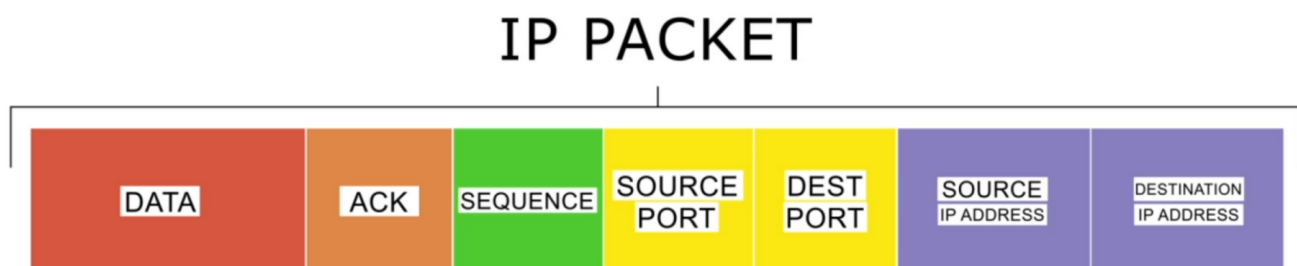 IP PACKET
DATA
ACK
SEQUENCE
SOURCE
PORT
DEST
PORT
SOURCE
IP ADDRESS
DESTINATION
IP ADDRESS